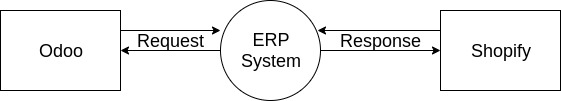 Odoo
Request
ERP
System
Response
Shopify